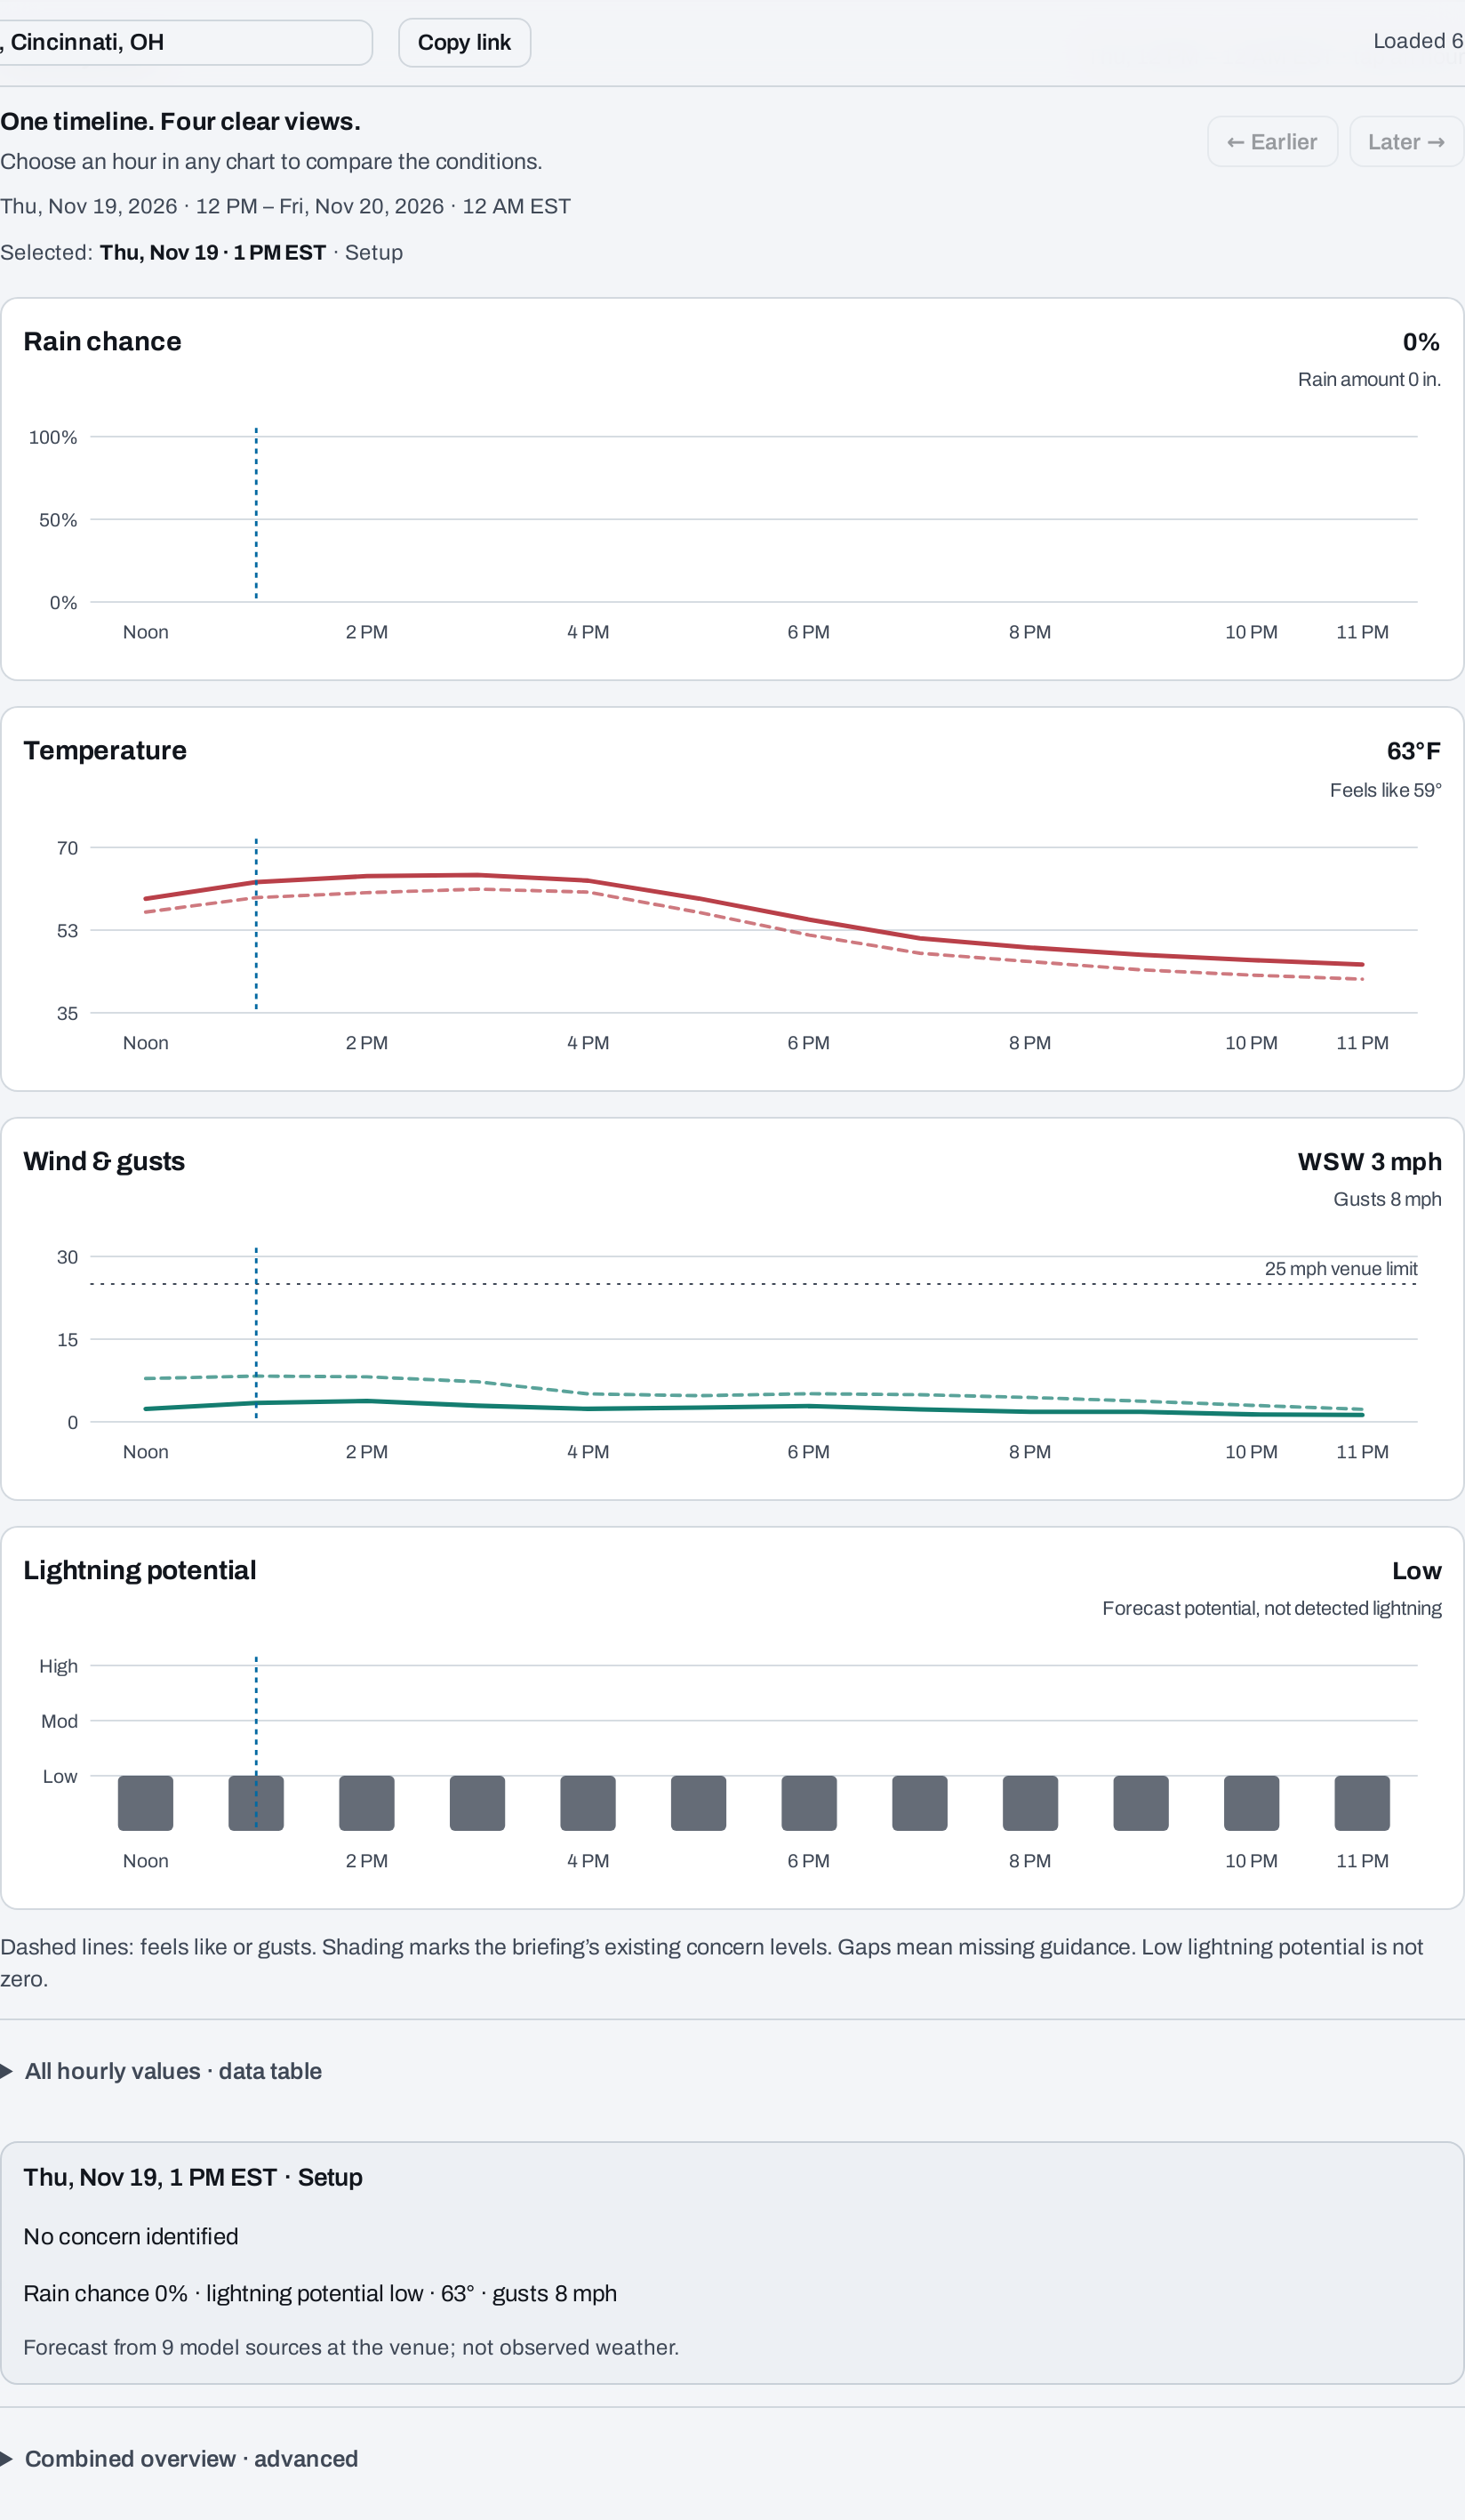 , Cincinnati, OH
Copy link
Loaded 6
One timeline. Four clear views.
Choose an hour in any chart to compare the conditions.
← Earlier
Later →
Thu, Nov 19, 2026 · 12 PM – Fri, Nov 20, 2026 · 12 AM EST
Selected: Thu, Nov 19 · 1 PM EST · Setup
Rain chance
0%
Rain amount 0 in.
100%
50%
0%
Noon 2 PM 4 PM 6 PM 8 PM 10 PM 11 PM
Temperature
63°F
Feels like 59°
70
53
35
Noon 2 PM 4 PM 6 PM 8 PM 10 PM 11 PM
Wind & gusts
WSW 3 mph
Gusts 8 mph
30
25 mph venue limit
15
0
Noon 2 PM 4 PM 6 PM 8 PM 10 PM 11 PM
Lightning potential
Low
Forecast potential, not detected lightning
High
Mod
Low
Noon 2 PM 4 PM 6 PM 8 PM 10 PM 11 PM
Dashed lines: feels like or gusts. Shading marks the briefing’s existing concern levels. Gaps mean missing guidance. Low lightning potential is not
zero.
▶ All hourly values · data table
Thu, Nov 19, 1 PM EST · Setup
No concern identified
Rain chance 0% · lightning potential low · 63° · gusts 8 mph
Forecast from 9 model sources at the venue; not observed weather.
▶ Combined overview · advanced